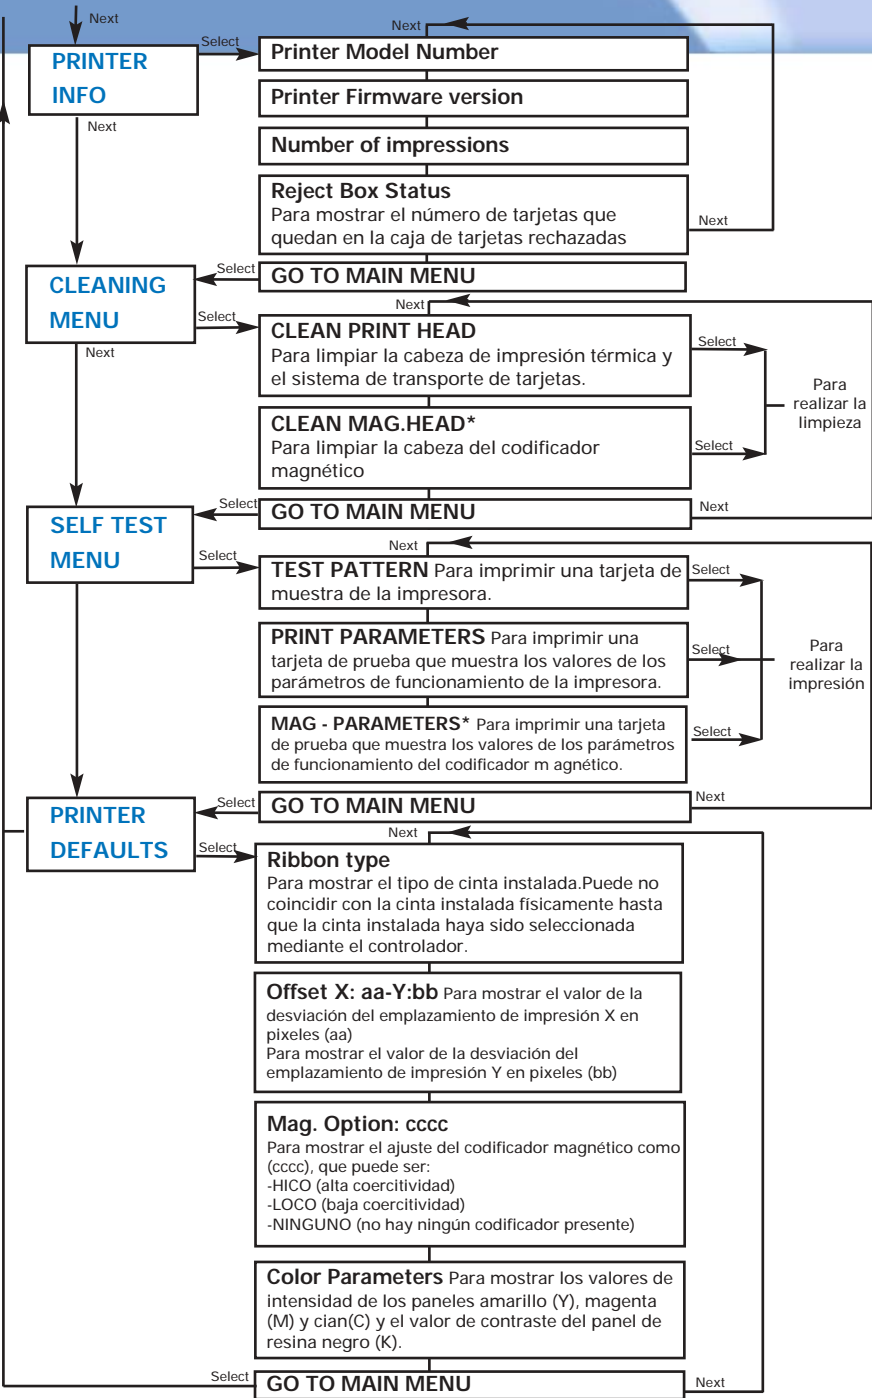 Next
Next
Select
PRINTER
INFO
Printer Model Number
Printer Firmware version
Number of impressions
Reject Box Status
Para mostrar el número de tarjetas que
quedan en la caja de tarjetas rechazadas
Next
Next
Select
GO TO MAIN MENU
CLEANING
MENU
Next
Select
CLEAN PRINT HEAD
Para limpiar la cabeza de impresión térmica y
el sistema de transporte de tarjetas.
Select
CLEAN MAG.HEAD*
Para limpiar la cabeza del codificador
magnético
Select
Para
realizar la
limpieza
Next
Select
GO TO MAIN MENU
Next
SELF TEST
MENU
Next
Select
TEST PATTERN Para imprimir una tarjeta de
muestra de la impresora.
Select
PRINT PARAMETERS Para imprimir una
tarjeta de prueba que muestra los valores de los
parámetros de funcionamiento de la impresora.
Select
MAG - PARAMETERS* Para imprimir una tarjeta
de prueba que muestra los valores de los parámetros
de funcionamiento del codificador m agnético.
Select
Para
realizar la
impresión
Select
GO TO MAIN MENU
Next
PRINTER
DEFAULTS
Next
Select
Ribbon type
Para mostrar el tipo de cinta instalada.Puede no
coincidir con la cinta instalada físicamente hasta
que la cinta instalada haya sido seleccionada
mediante el controlador.
Offset X: aa-Y:bb Para mostrar el valor de la
desviación del emplazamiento de impresión X en
pixeles (aa)
Para mostrar el valor de la desviación del
emplazamiento de impresión Y en pixeles (bb)
Mag. Option: cccc
Para mostrar el ajuste del codificador magnético como
(cccc), que puede ser:
-HICO (alta coercitividad)
-LOCO (baja coercitividad)
-NINGUNO (no hay ningún codificador presente)
Color Parameters Para mostrar los valores de
intensidad de los paneles amarillo (Y), magenta
(M) y cian(C) y el valor de contraste del panel de
resina negro (K).
Select
GO TO MAIN MENU
Next